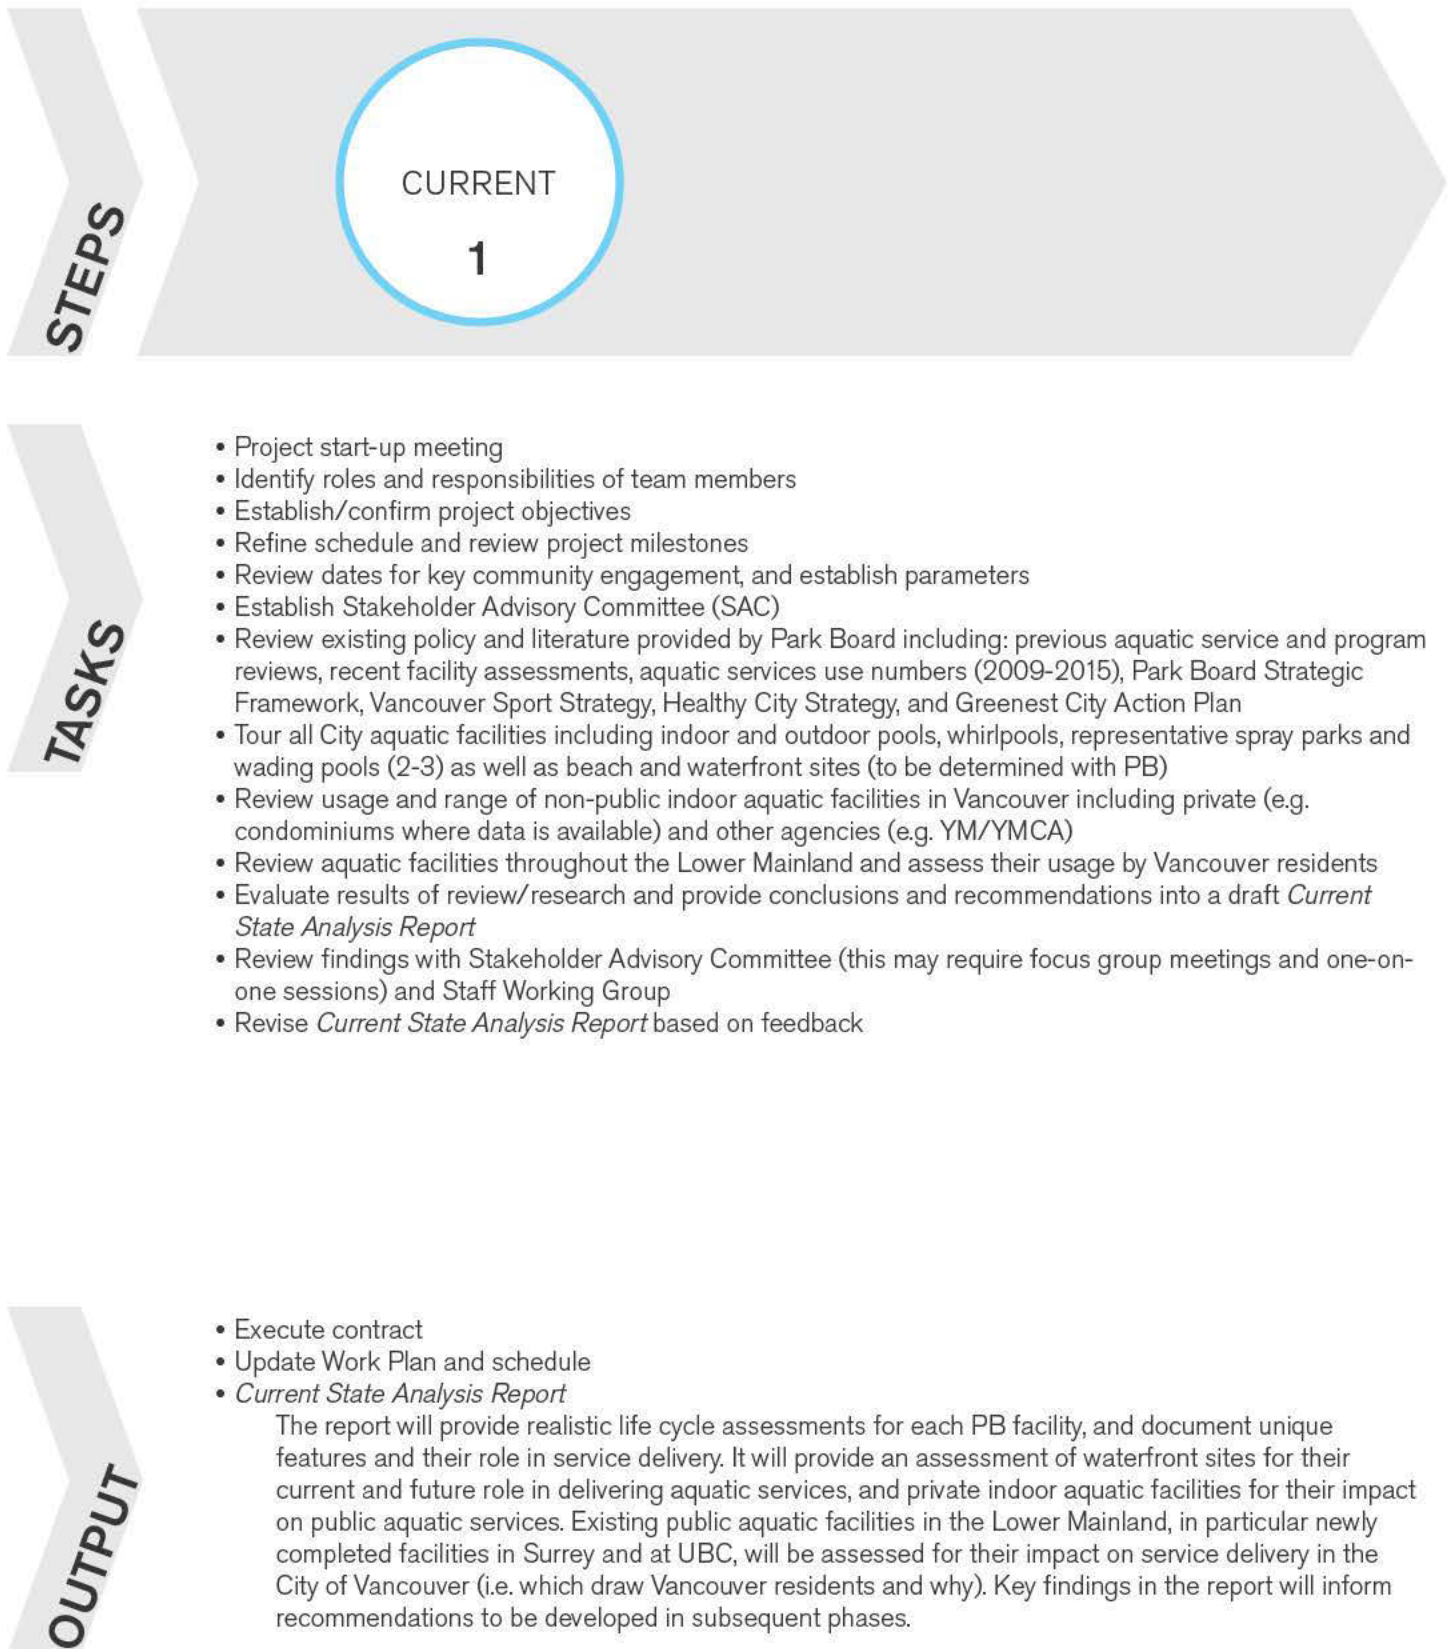 STEPS
CURRENT
1
TASKS
• Project start-up meeting
• Identify roles and responsibilities of team members
• Establish/confirm project objectives
• Refine schedule and review project milestones
• Review dates for key community engagement, and establish parameters
• Establish Stakeholder Advisory Committee (SAC)
• Review existing policy and literature provided by Park Board including: previous aquatic service and program
reviews, recent facility assessments, aquatic services use numbers (2009-2015), Park Board Strategic
Framework, Vancouver Sport Strategy, Healthy City Strategy, and Greenest City Action Plan
• Tour all City aquatic facilities including indoor and outdoor pools, whirlpools, representative spray parks and
wading pools (2-3) as well as beach and waterfront sites (to be determined with PB)
• Review usage and range of non-public indoor aquatic facilities in Vancouver including private (e.g.
condominiums where data is available) and other agencies (e.g. YM/YMCA)
• Review aquatic facilities throughout the Lower Mainland and assess their usage by Vancouver residents
• Evaluate results of review/research and provide conclusions and recommendations into a draft Current
State Analysis Report
• Review findings with Stakeholder Advisory Committee (this may require focus group meetings and one-on-
one sessions) and Staff Working Group
• Revise Current State Analysis Report based on feedback
OUTPUT
• Execute contract
• Update Work Plan and schedule
• Current State Analysis Report
The report will provide realistic life cycle assessments for each PB facility, and document unique
features and their role in service delivery. It will provide an assessment of waterfront sites for their
current and future role in delivering aquatic services, and private indoor aquatic facilities for their impact
on public aquatic services. Existing public aquatic facilities in the Lower Mainland, in particular newly
completed facilities in Surrey and at UBC, will be assessed for their impact on service delivery in the
City of Vancouver (i.e. which draw Vancouver residents and why). Key findings in the report will inform
recommendations to be developed in subsequent phases.